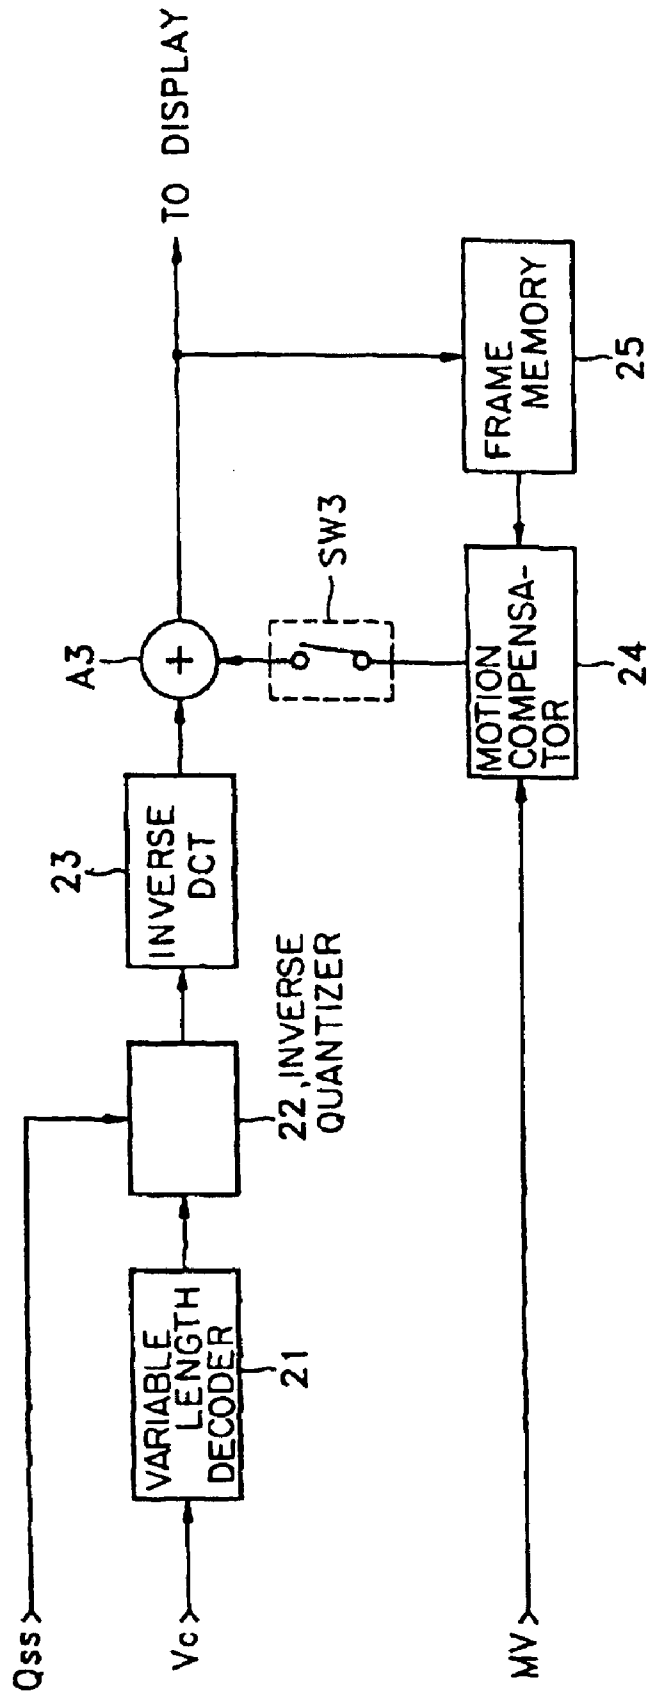 Qss
Vc
MV
VARIABLE
LENGTH
DECODER
21
22, INVERSE
QUANTIZER
INVERSE
DCT
23
A3
+
SW3
MOTION
COMPENSA-
TOR
24
FRAME
MEMORY
25
TO DISPLAY